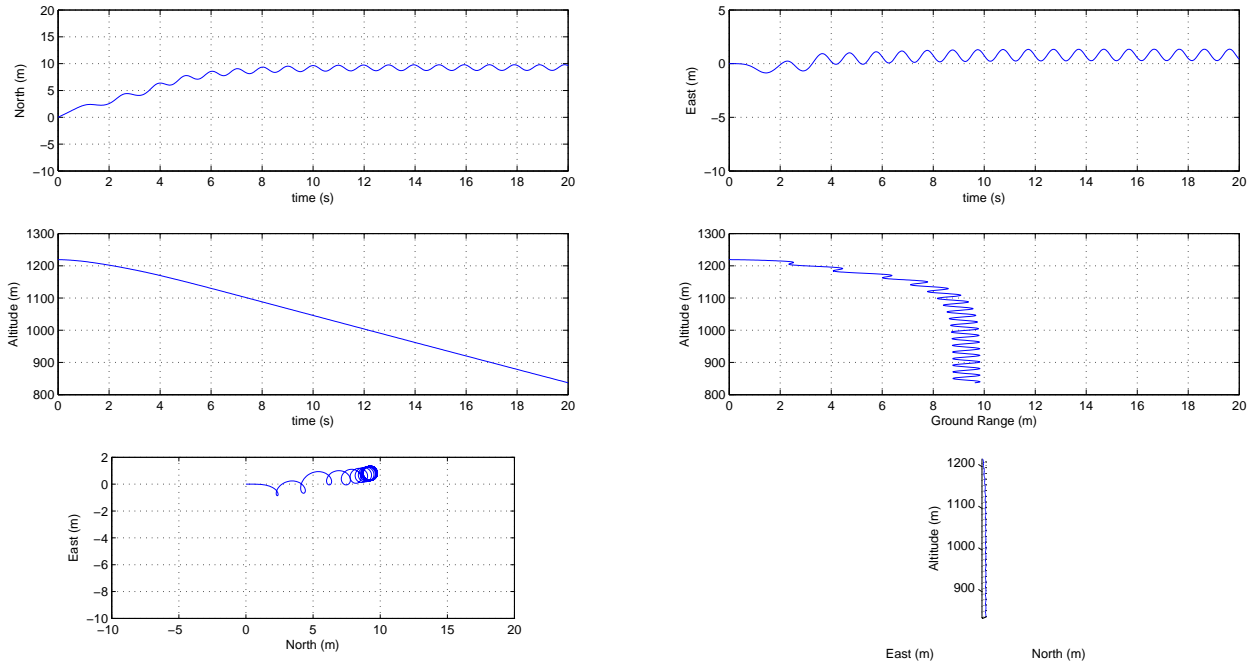 20
15
10
5
0
−5
−10
North (m)
0 2 4 6 8 10 12 14 16 18 20
time (s)
5
0
−5
−10
East (m)
0 2 4 6 8 10 12 14 16 18 20
time (s)
1300
1200
1100
1000
900
800
Altitude (m)
0 2 4 6 8 10 12 14 16 18 20
time (s)
1300
1200
1100
1000
900
800
Altitude (m)
0 2 4 6 8 10 12 14 16 18 20
Ground Range (m)
2
0
−2
−4
−6
−8
−10
East (m)
−10 −5 0 5 10 15 20
North (m)
1200
1100
1000
900
Altitude (m)
East (m)
North (m)